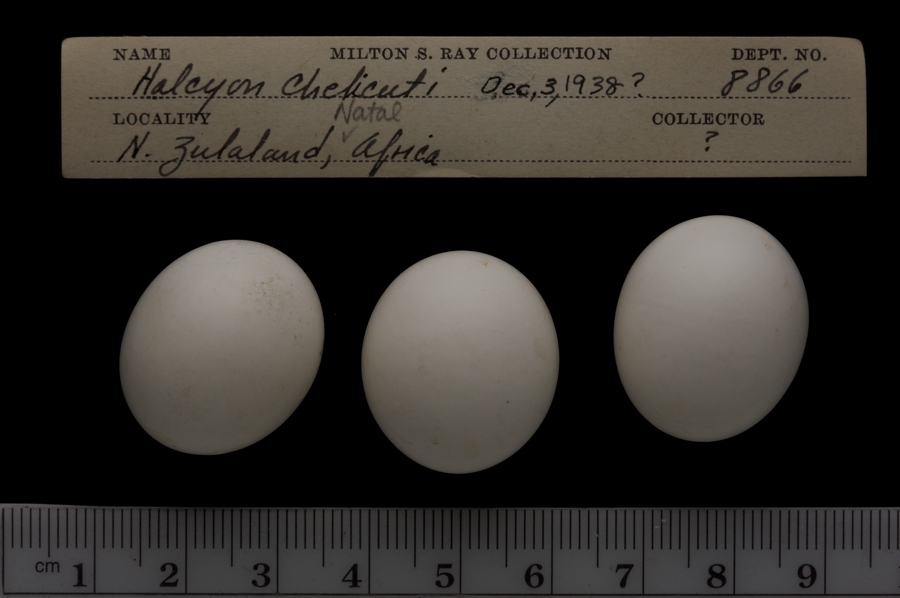 NAME MILTON S. RAY COLLECTION DEPT. NO.
Halcyon chelicuti Dec, 3, 1938? 8866
LOCALITY Natal COLLECTOR
N. Zulaland, Africa ?
cm 1 2 3 4 5 6 7 8 9